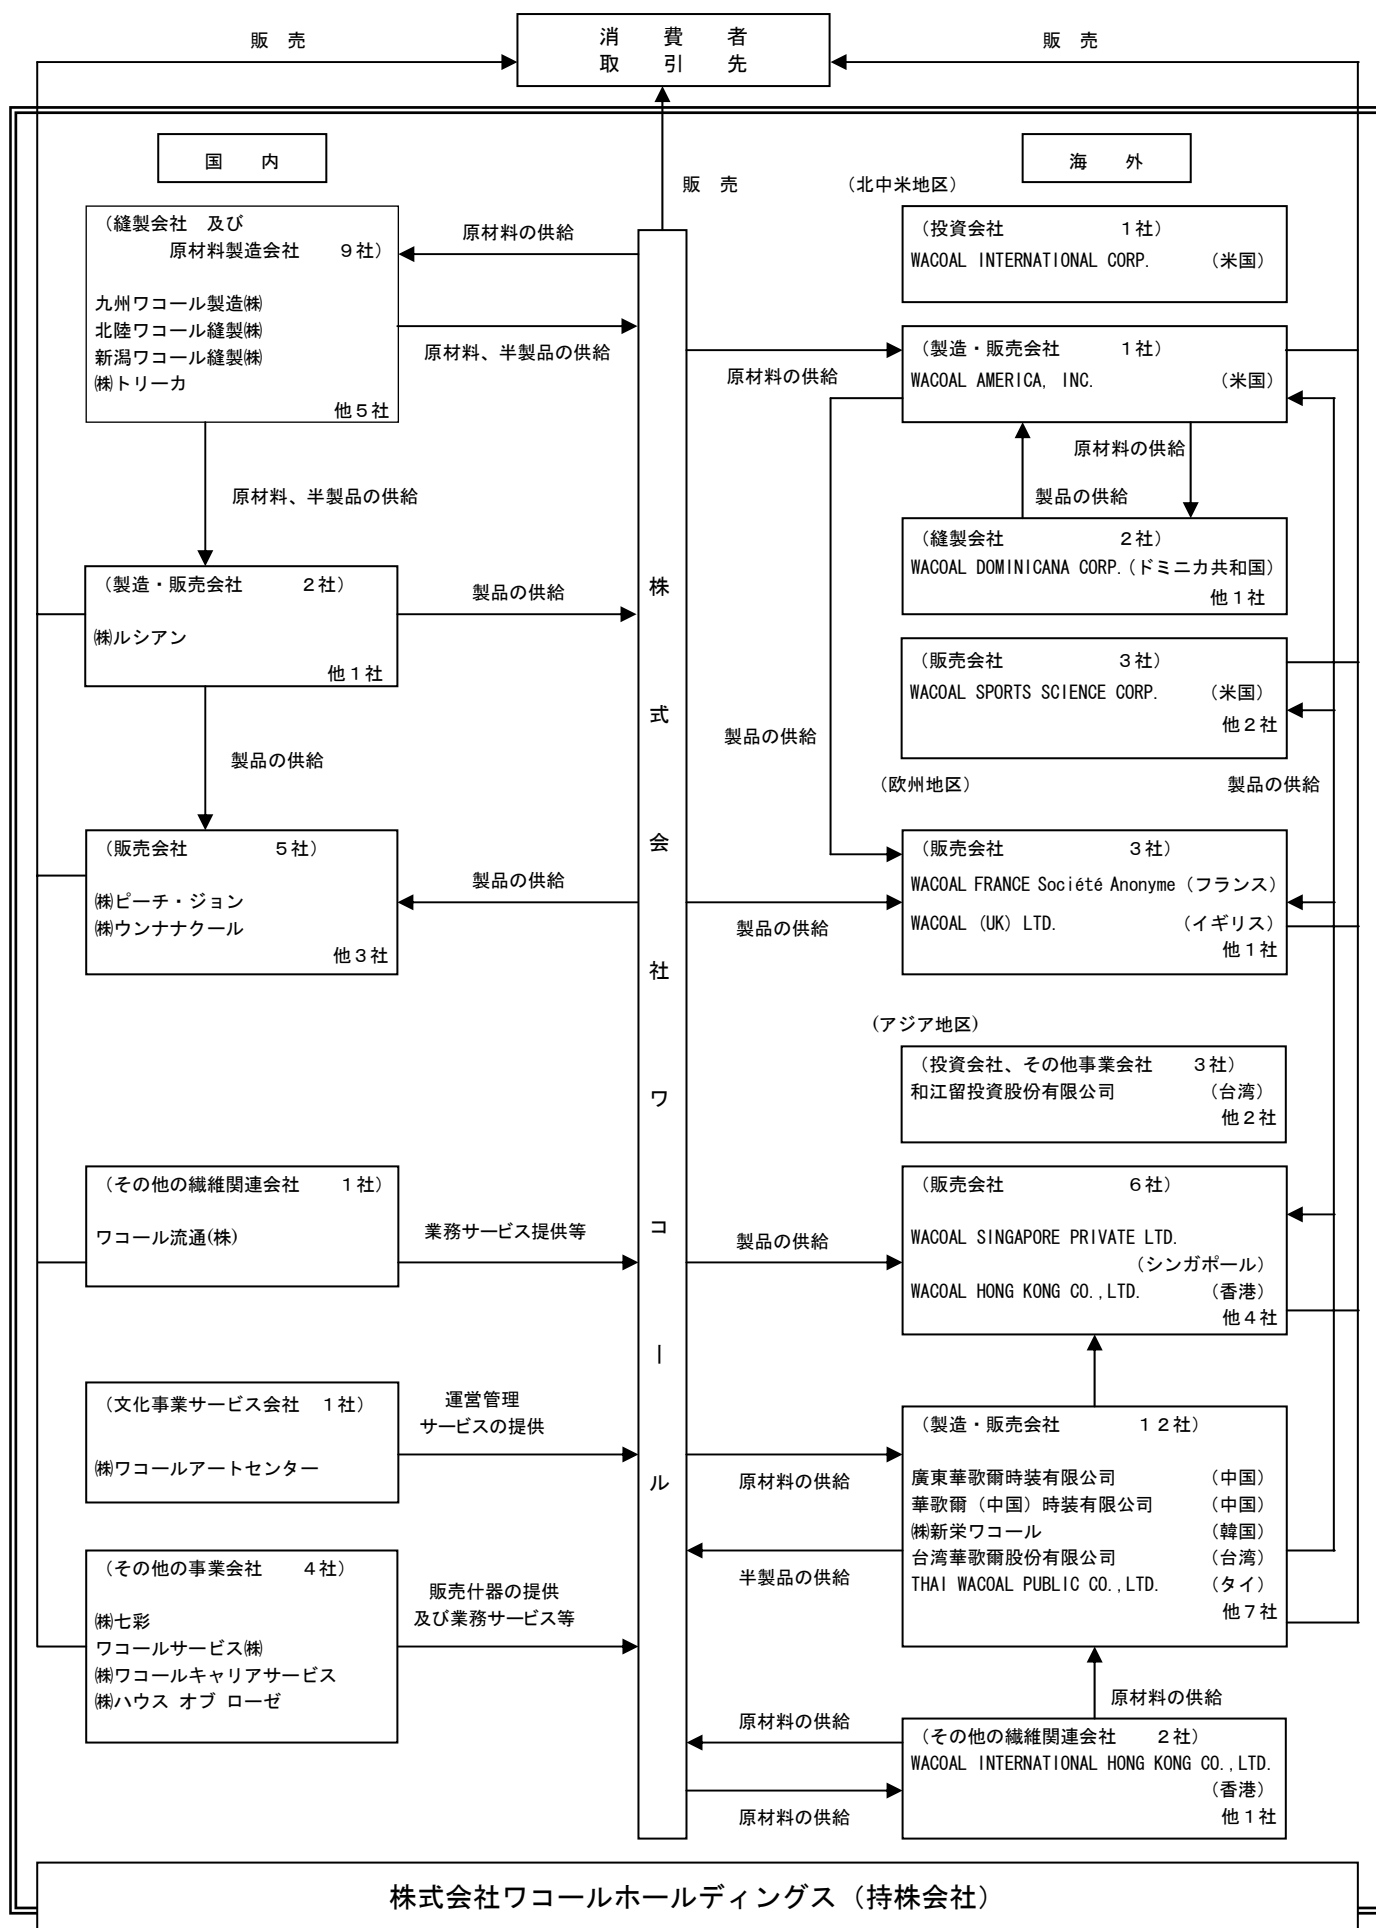 販　売
消　費　者
取　引　先
販　売
国　内
海　外
販　売
（縫製会社　及び
原材料製造会社　９社）
九州ワコール製造㈱
北陸ワコール縫製㈱
新潟ワコール縫製㈱
㈱トリーカ
他５社
原材料の供給
原材料、半製品の供給
原材料、半製品の供給
（製造・販売会社　２社）
㈱ルシアン
他１社
製品の供給
製品の供給
（販売会社　５社）
㈱ピーチ・ジョン
㈱ウンナナクール
他３社
製品の供給
（その他の繊維関連会社　１社）
ワコール流通(株)
業務サービス提供等
（文化事業サービス会社　１社）
㈱ワコールアートセンター
運営管理
サービスの提供
（その他の事業会社　４社）
㈱七彩
ワコールサービス㈱
㈱ワコールキャリアサービス
㈱ハウス オブ ローゼ
販売什器の提供
及び業務サービス等
株式会社ワコール
（北中米地区）
（投資会社　１社）
WACOAL INTERNATIONAL CORP.　（米国）
原材料の供給
（製造・販売会社　１社）
WACOAL AMERICA, INC.　（米国）
原材料の供給
製品の供給
（縫製会社　２社）
WACOAL DOMINICANA CORP.（ドミニカ共和国）
他１社
（販売会社　３社）
WACOAL SPORTS SCIENCE CORP.　（米国）
他２社
製品の供給
（欧州地区）
製品の供給
（販売会社　３社）
WACOAL FRANCE Société Anonyme（フランス）
WACOAL (UK) LTD.　（イギリス）
他１社
製品の供給
（アジア地区）
（投資会社、その他事業会社　３社）
和江留投資股份有限公司　（台湾）
他２社
（販売会社　６社）
WACOAL SINGAPORE PRIVATE LTD.
（シンガポール）
WACOAL HONG KONG CO.,LTD.　（香港）
他４社
製品の供給
（製造・販売会社　１２社）
廣東華歌爾時装有限公司　（中国）
華歌爾（中国）時装有限公司　（中国）
㈱新栄ワコール　（韓国）
台湾華歌爾股份有限公司　（台湾）
THAI WACOAL PUBLIC CO.,LTD.　（タイ）
他７社
原材料の供給
半製品の供給
原材料の供給
原材料の供給
（その他の繊維関連会社　２社）
WACOAL INTERNATIONAL HONG KONG CO.,LTD.
（香港）
他１社
原材料の供給
株式会社ワコールホールディングス（持株会社）